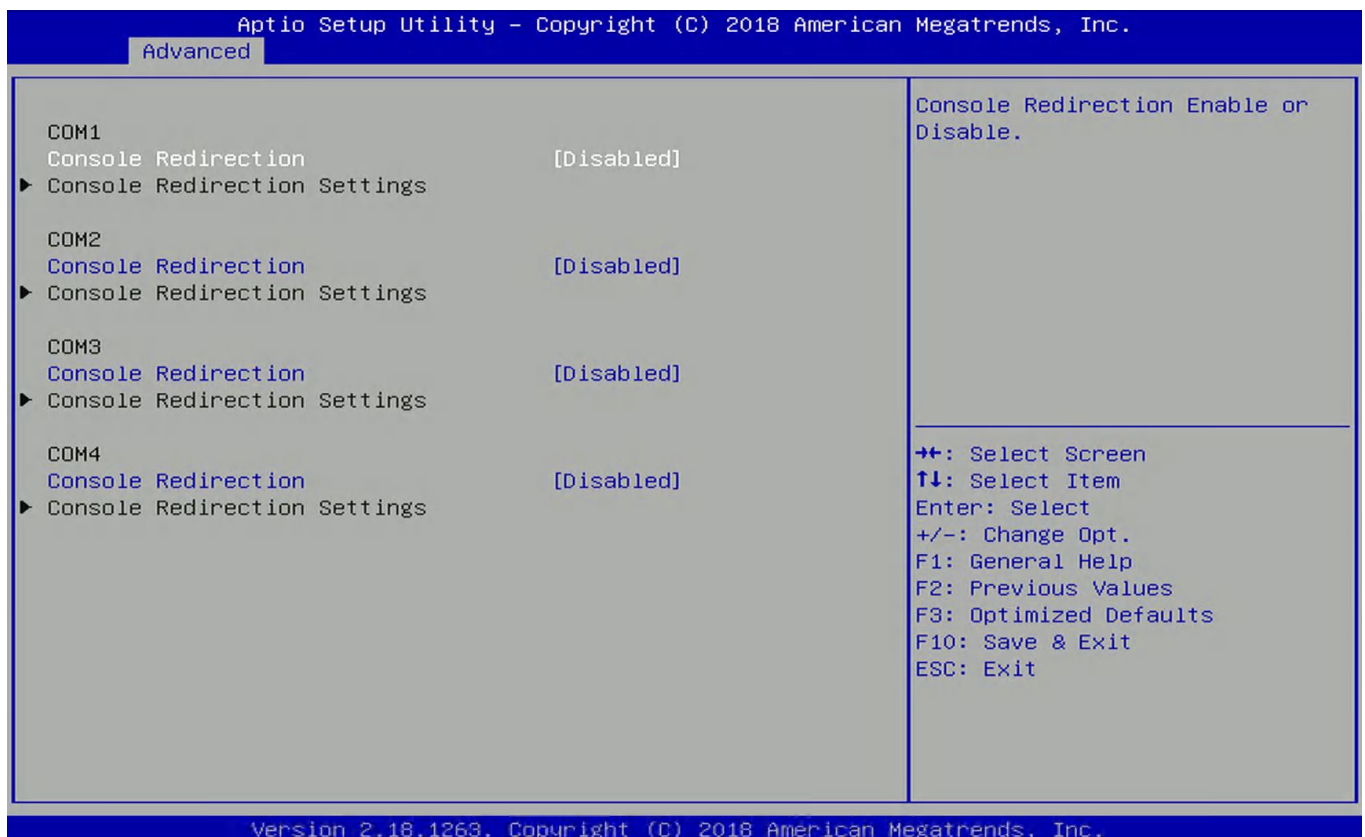 Aptio Setup Utility – Copyright (C) 2018 American Megatrends, Inc.
Advanced
COM1
Console Redirection [Disabled]
▶ Console Redirection Settings
COM2
Console Redirection [Disabled]
▶ Console Redirection Settings
COM3
Console Redirection [Disabled]
▶ Console Redirection Settings
COM4
Console Redirection [Disabled]
▶ Console Redirection Settings
Console Redirection Enable or
Disable.
→←: Select Screen
↑↓: Select Item
Enter: Select
+/-: Change Opt.
F1: General Help
F2: Previous Values
F3: Optimized Defaults
F10: Save & Exit
ESC: Exit
Version 2.18.1263. Copyright (C) 2018 American Megatrends, Inc.